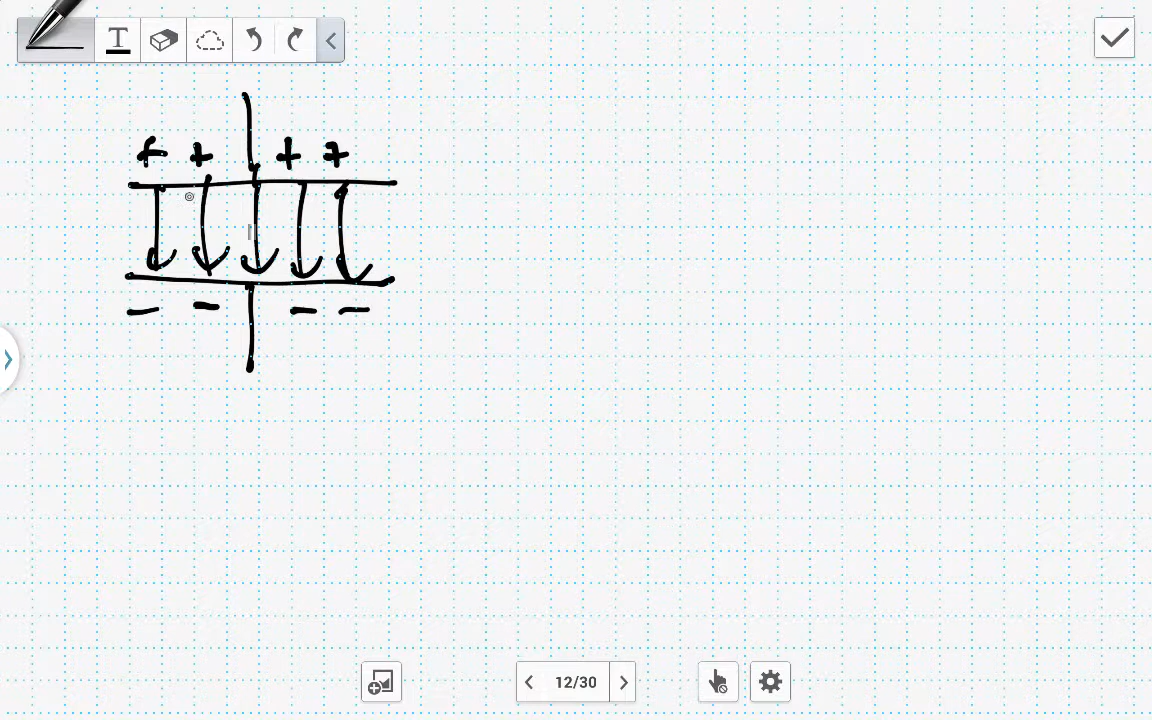 T
+ + + +
- - - -
12/30